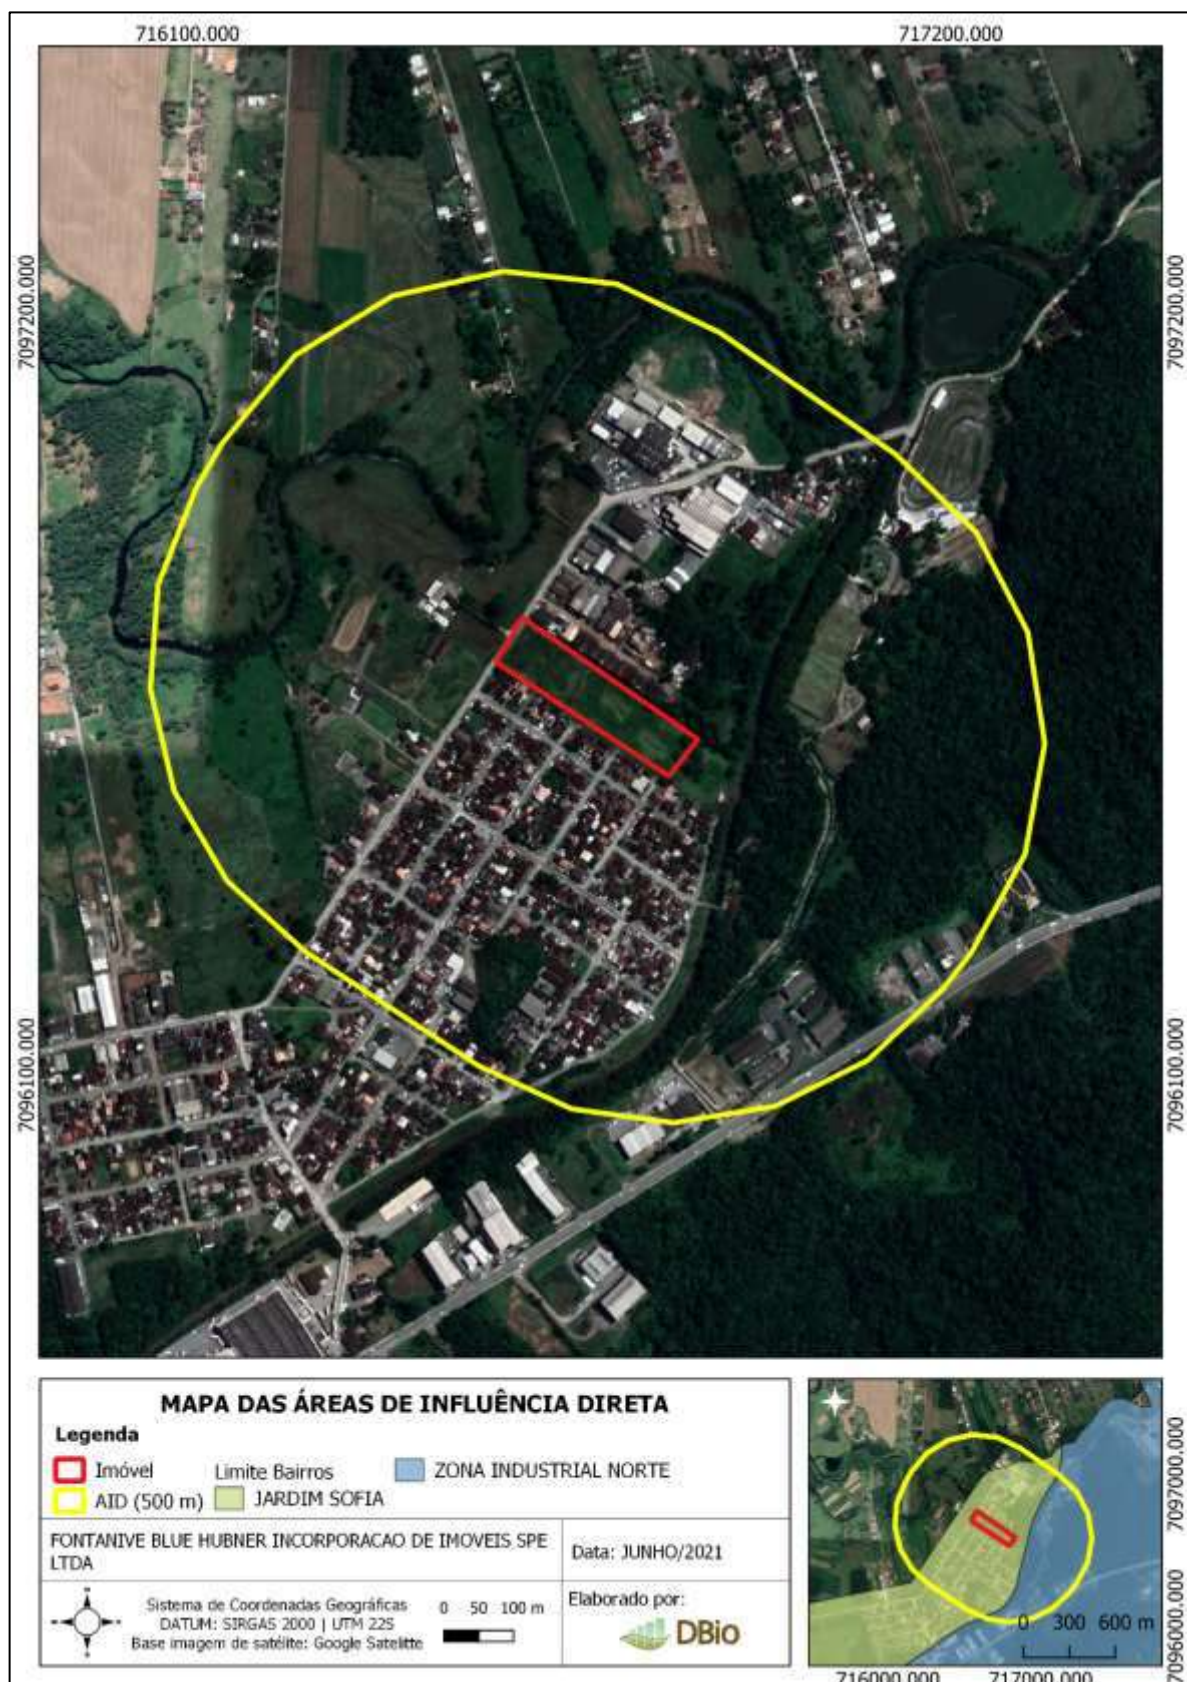 716100.000 717200.000
7097200.000
7097200.000
7096100.000
7096100.000
MAPA DAS ÁREAS DE INFLUÊNCIA DIRETA
Legenda
Imóvel Limite Bairros ZONA INDUSTRIAL NORTE
AID (500 m) JARDIM SOFIA
FONTANIVE BLUE HUBNER INCORPORACAO DE IMOVEIS SPE
LTDA
Data: JUNHO/2021
Sistema de Coordenadas Geográficas
DATUM: SIRGAS 2000 | UTM 22S
Base imagem de satélite: Google Satelitte
0 50 100 m
Elaborado por:
DBio
7097000.000
7096000.000
0 300 600 m
716000.000 717000.000